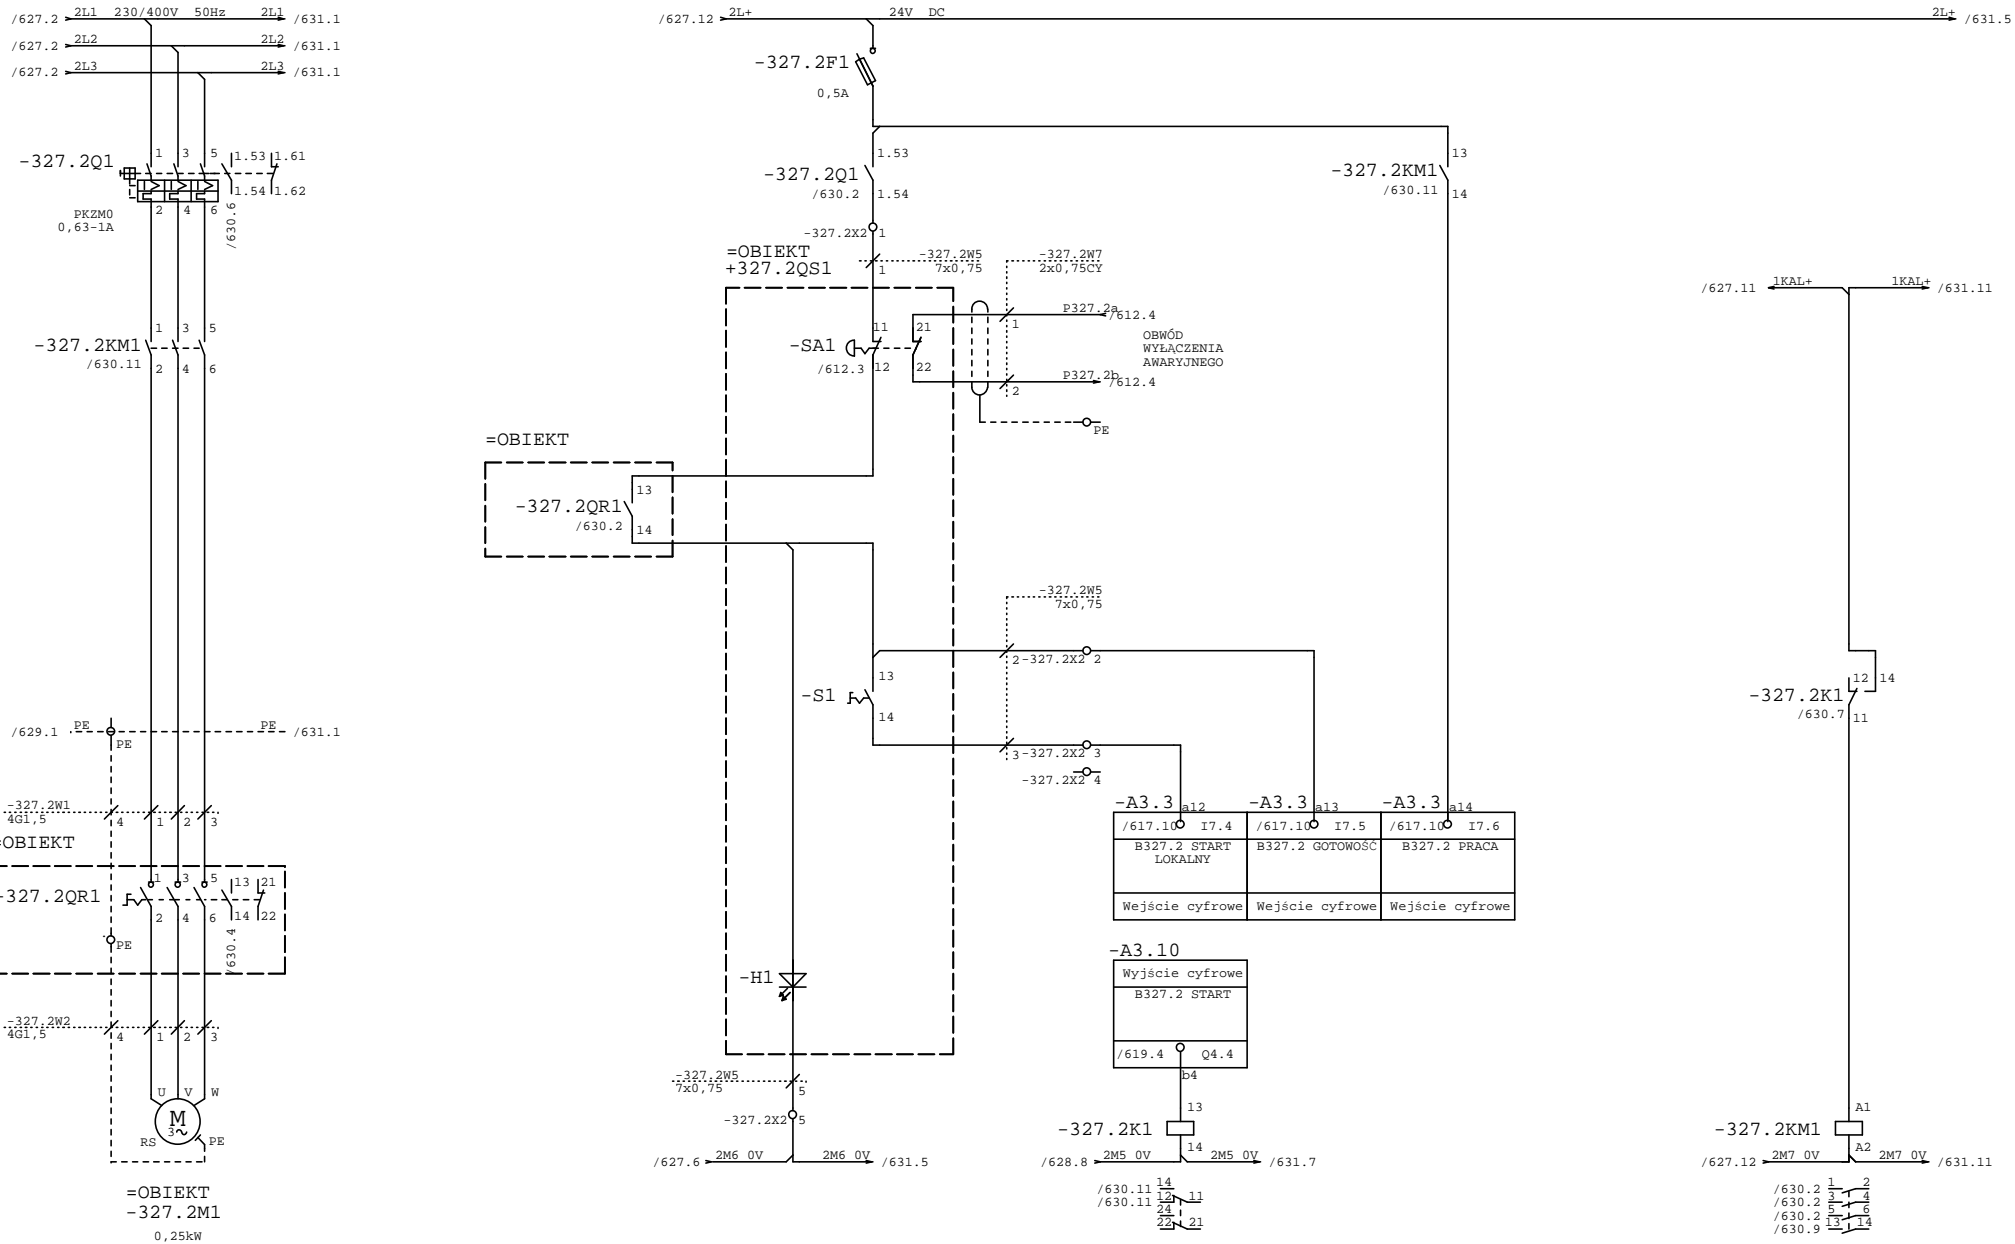 /627.2 2L1 230/400V 50Hz 2L1 /631.1
/627.2 2L2 2L2 /631.1
/627.2 2L3 2L3 /631.1
-327.2Q1
1 3 5 1.53 1.61
1.54 1.62
2 4 6
/630.6
PKZM0
0,63-1A
-327.2KM1
/630.11
1 3 5
2 4 6
/629.1 PE PE /631.1
PE
-327.2W1
4G1,5
4 1 2 3
=OBIEKT
-327.2QR1
1 3 5 13 21
2 4 6 14 22
/630.4
PE
-327.2W2
4G1,5
4 1 2 3
U V W
M
3~
RS PE
=OBIEKT
-327.2M1
0,25kW
/627.12 2L+ 24V DC 2L+ /631.5
-327.2F1
0,5A
-327.2Q1
/630.2
1.53
1.54
-327.2X2 1
=OBIEKT
+327.2QS1
-327.2W5
7x0,75
1
-327.2W7
2x0,75CY
-SA1
/612.3
11 21
12 22
1
P327.2a
/612.4
OBWÓD
WYŁĄCZENIA
AWARYJNEGO
2
P327.2b
/612.4
PE
=OBIEKT
-327.2QR1
/630.2
13
14
-327.2W5
7x0,75
2 -327.2X2 2
-S1
13
14
3 -327.2X2 3
-327.2X2 4
-H1
-327.2W5
7x0,75
5
-327.2X2 5
/627.6 2M6 0V 2M6 0V /631.5
-327.2KM1
/630.11
13
14
-A3.3 a12 -A3.3 a13 -A3.3 a14
/617.10 I7.4 /617.10 I7.5 /617.10 I7.6
B327.2 START
LOKALNY
B327.2 GOTOWOŚĆ
B327.2 PRACA
Wejście cyfrowe Wejście cyfrowe Wejście cyfrowe
-A3.10
Wyjście cyfrowe
B327.2 START
/619.4 Q4.4
b4
-327.2K1
13
14
/628.8 2M5 0V 2M5 0V /631.7
14
/630.11
/630.11 12 11
24
22 21
/627.11 1KAL+ 1KAL+ /631.11
-327.2K1
/630.7
12 14
11
-327.2KM1
A1
A2
/627.12 2M7 0V 2M7 0V /631.11
/630.2 1 2
/630.2 3 4
/630.2 5 6
/630.9 13 14